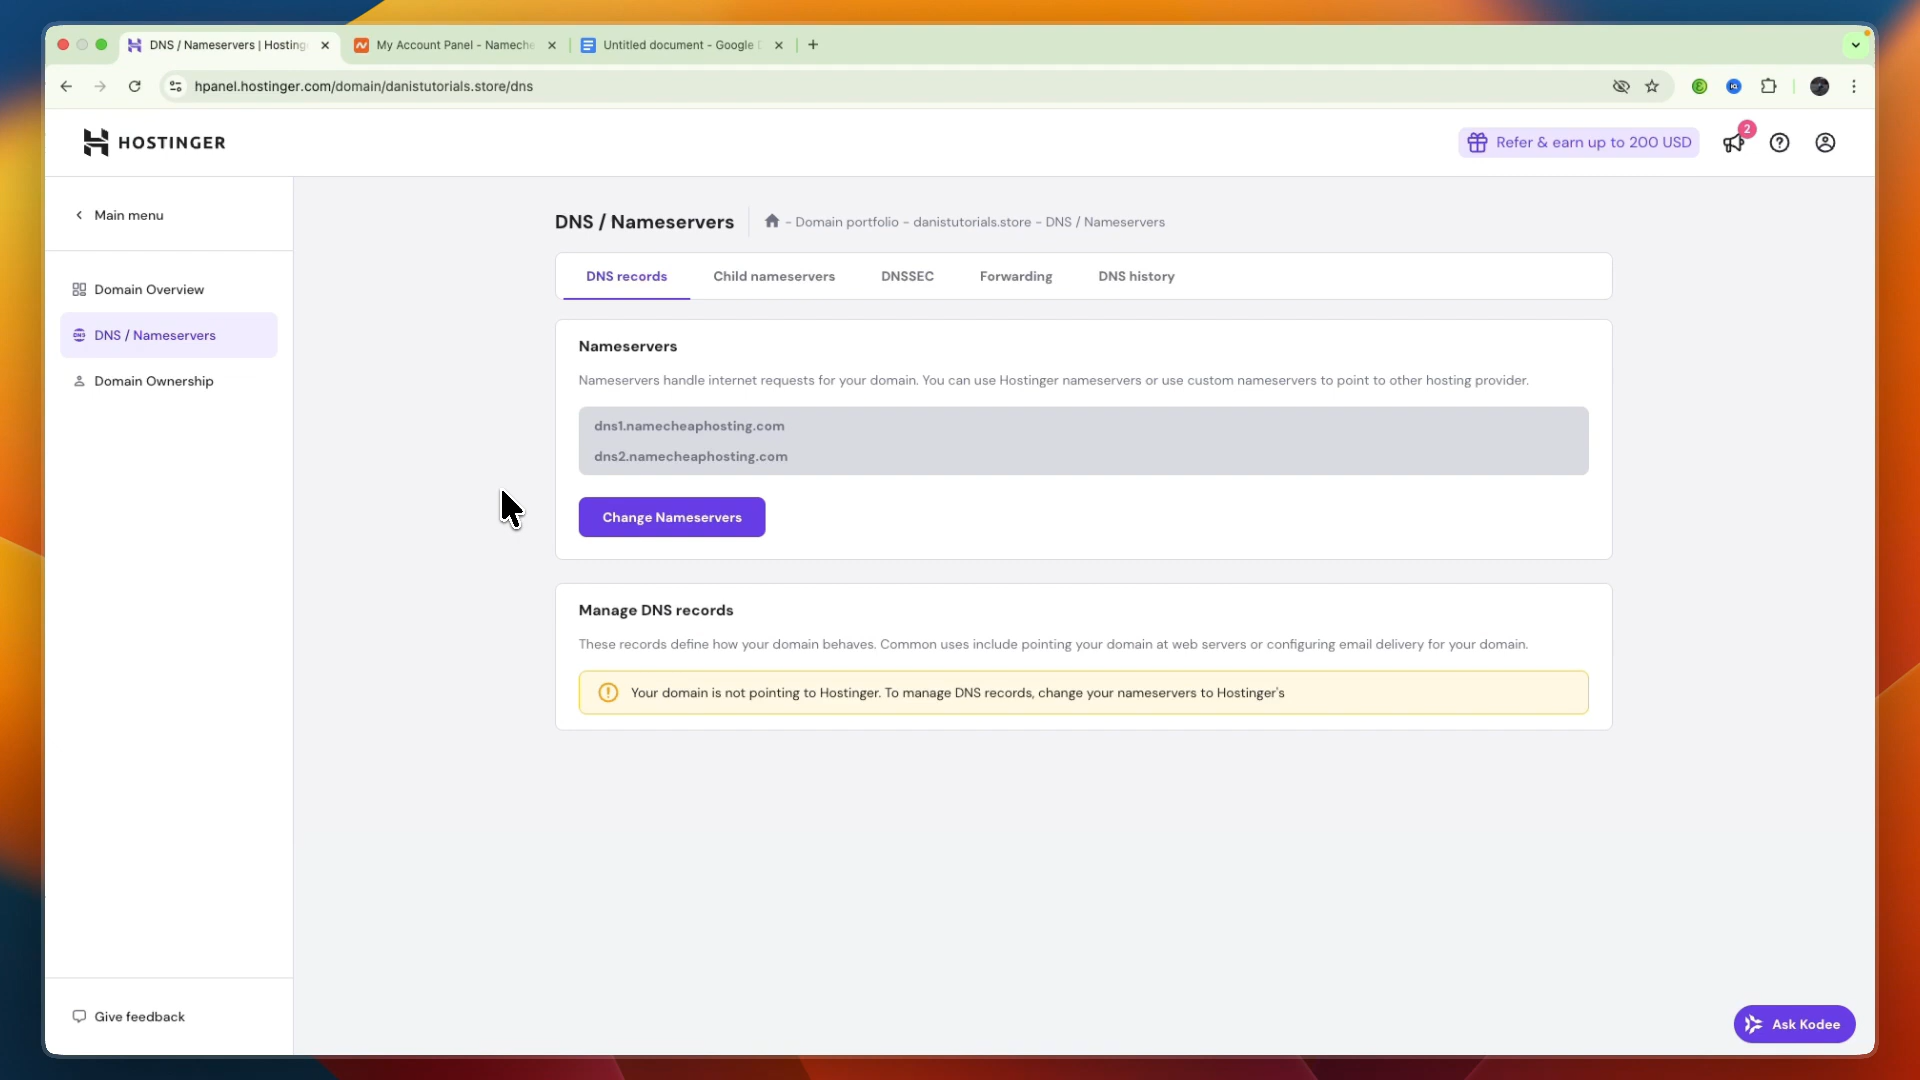 DNS / Nameservers | Hosting
My Account Panel - Nameche
Untitled document - Google D
hpanel.hostinger.com/domain/danistutorials.store/dns
HOSTINGER
Refer & earn up to 200 USD
2
Main menu
DNS / Nameservers
- Domain portfolio - danistutorials.store - DNS / Nameservers
DNS records
Child nameservers
DNSSEC
Forwarding
DNS history
Domain Overview
DNS / Nameservers
Domain Ownership
Nameservers
Nameservers handle internet requests for your domain. You can use Hostinger nameservers or use custom nameservers to point to other hosting provider.
dns1.namecheaphosting.com
dns2.namecheaphosting.com
Change Nameservers
Manage DNS records
These records define how your domain behaves. Common uses include pointing your domain at web servers or configuring email delivery for your domain.
Your domain is not pointing to Hostinger. To manage DNS records, change your nameservers to Hostinger's
Give feedback
Ask Kodee